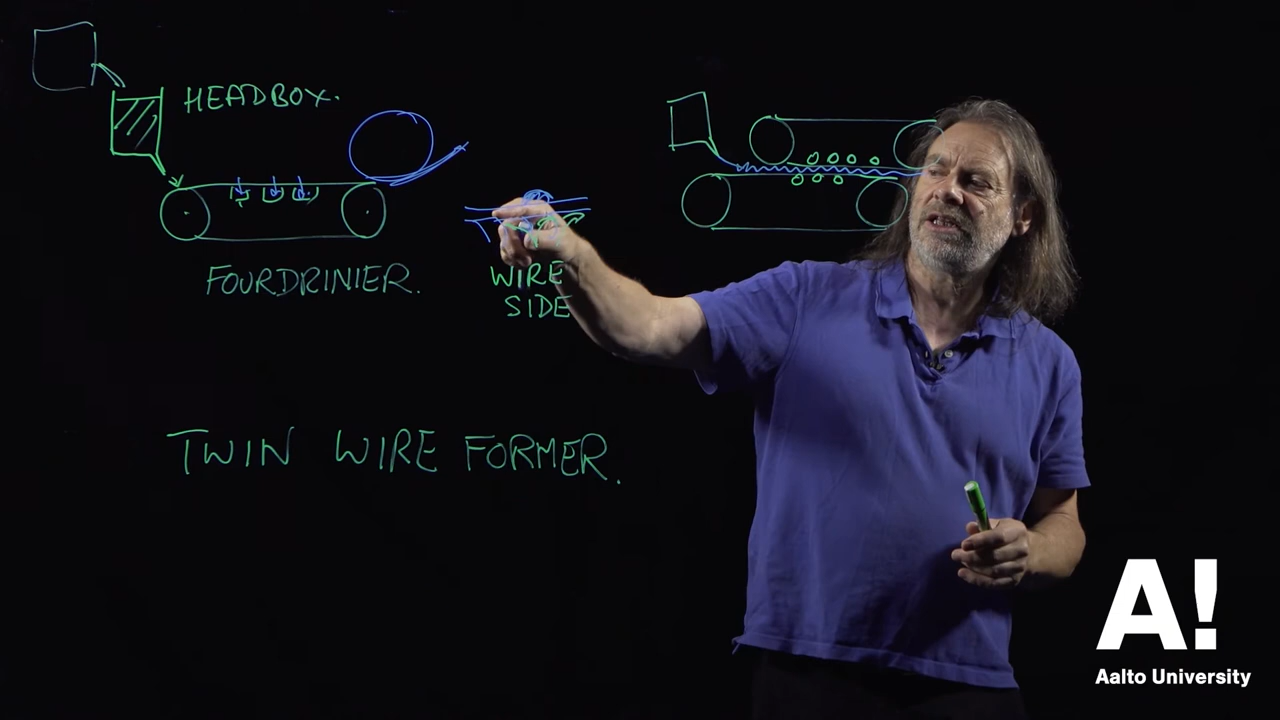 HEADBOX.
FOURDRINIER.
WIRE
SIDE
TWIN WIRE FORMER.
A!
Aalto University